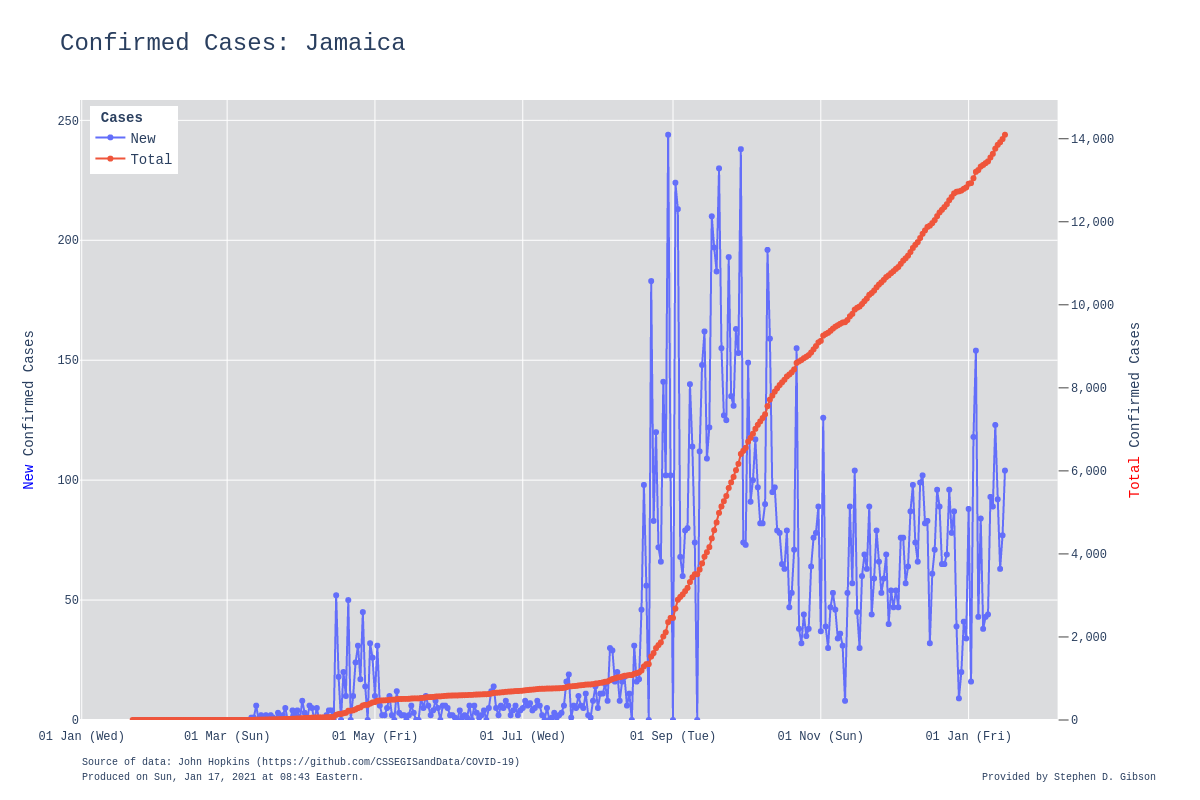 Confirmed Cases: Jamaica
Cases
New
Total
250
200
150
100
50
0
New Confirmed Cases
14,000
12,000
10,000
8,000
6,000
4,000
2,000
0
Total Confirmed Cases
01 Jan (Wed) 01 Mar (Sun) 01 May (Fri) 01 Jul (Wed) 01 Sep (Tue) 01 Nov (Sun) 01 Jan (Fri)
Source of data: John Hopkins (https://github.com/CSSEGISandData/COVID-19)
Produced on Sun, Jan 17, 2021 at 08:43 Eastern.
Provided by Stephen D. Gibson